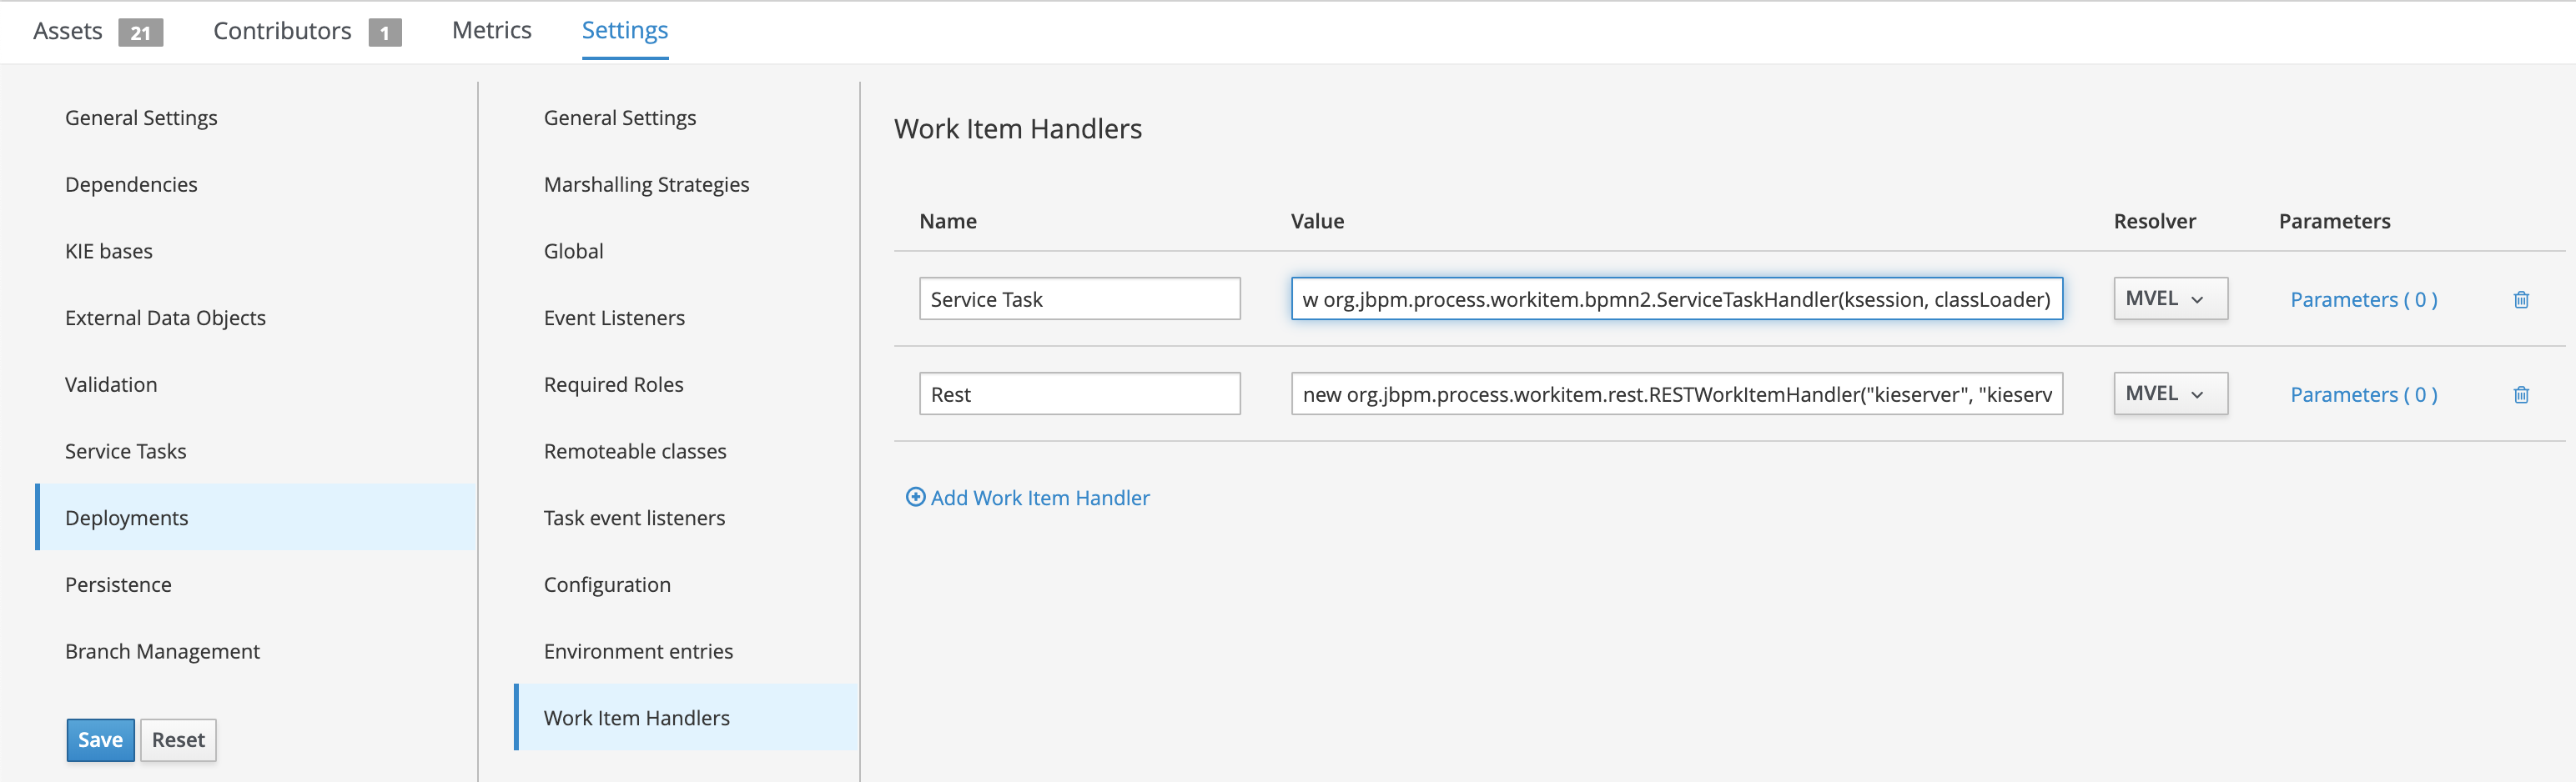 Assets 21 Contributors 1 Metrics Settings
General Settings
Dependencies
KIE bases
External Data Objects
Validation
Service Tasks
Deployments
Persistence
Branch Management
Save Reset
General Settings
Marshalling Strategies
Global
Event Listeners
Required Roles
Remoteable classes
Task event listeners
Configuration
Environment entries
Work Item Handlers
Work Item Handlers
Name Value Resolver Parameters
Service Task w org.jbpm.process.workitem.bpmn2.ServiceTaskHandler(ksession, classLoader) MVEL Parameters ( 0 )
Rest new org.jbpm.process.workitem.rest.RESTWorkItemHandler("kieserver", "kieserv MVEL Parameters ( 0 )
Add Work Item Handler